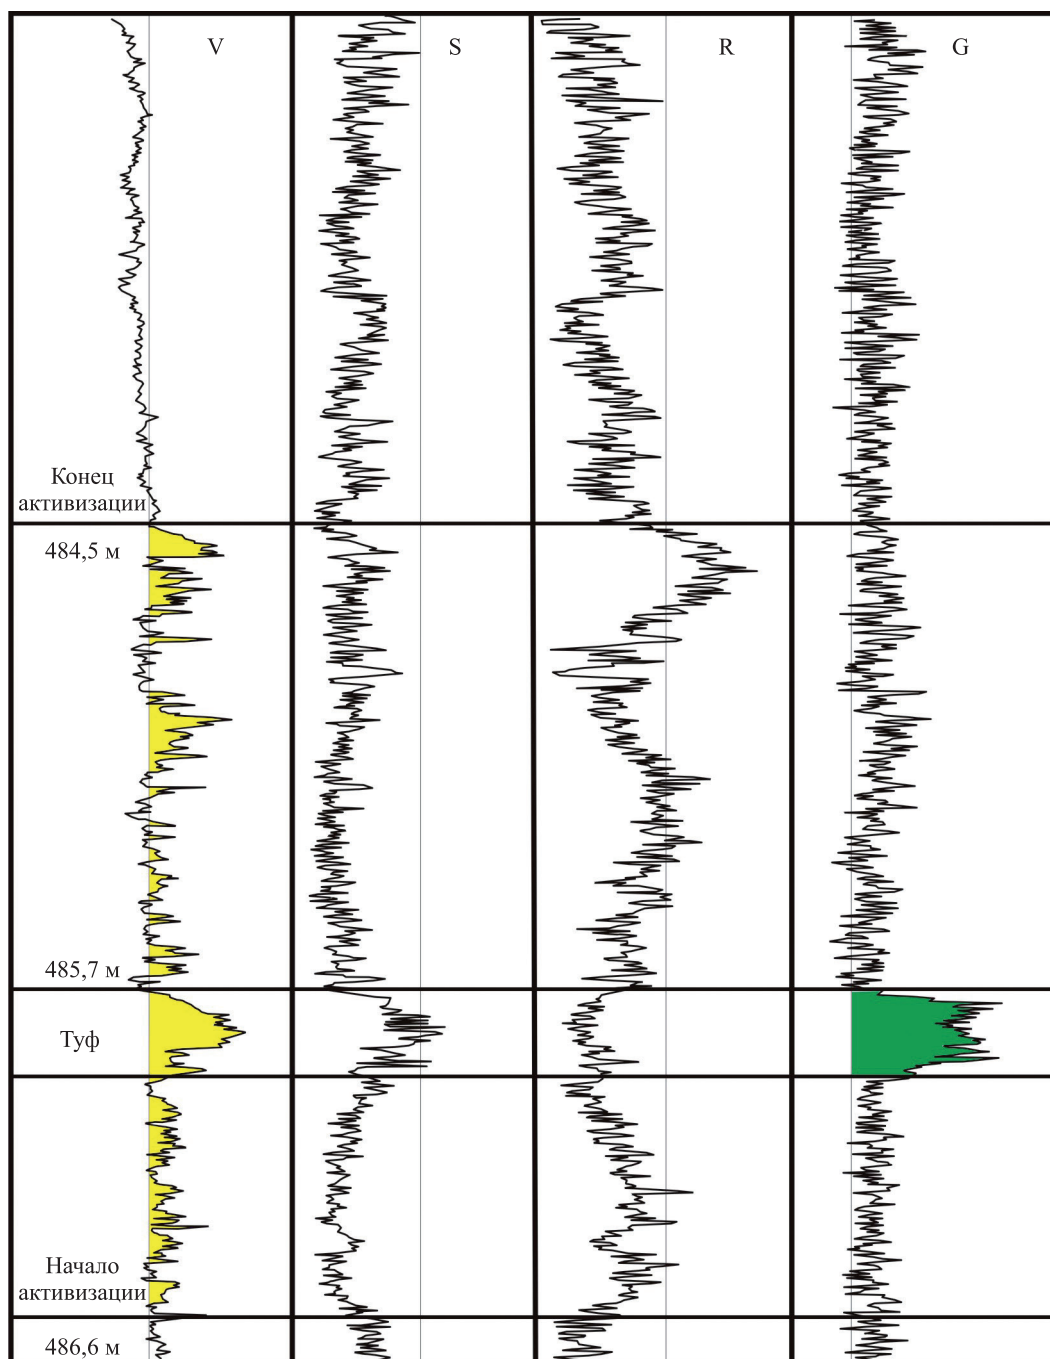 V
S
R
G
Конец
активизации
484,5 м
485,7 м
Туф
Начало
активизации
486,6 м